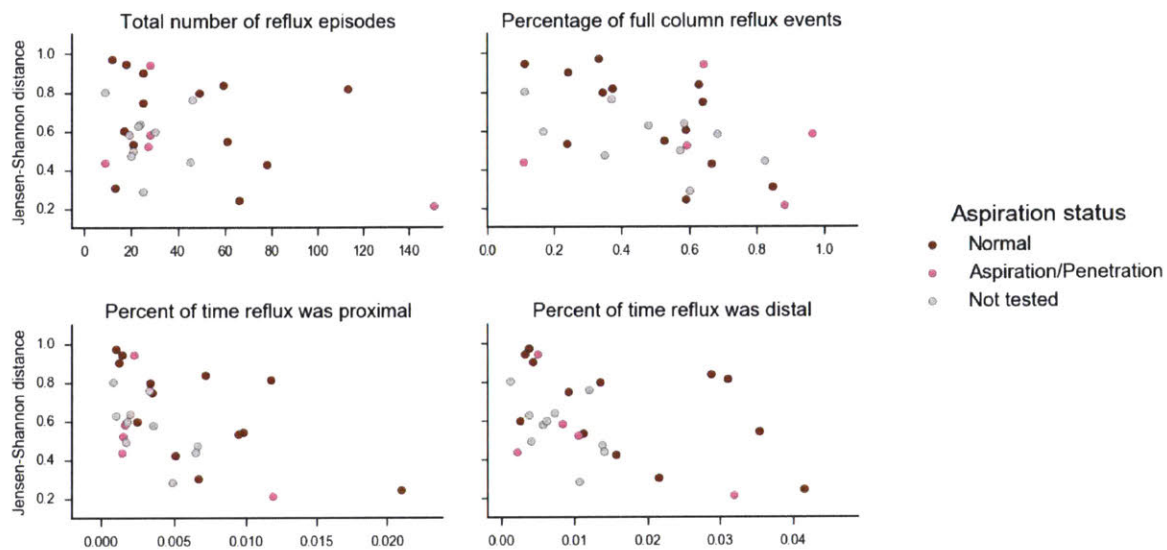 Total number of reflux episodes
Percentage of full column reflux events
Jensen-Shannon distance
1.0
0.8
0.6
0.4
0.2
0 20 40 60 80 100 120 140
0.0 0.2 0.4 0.6 0.8 1.0
Aspiration status
Normal
Aspiration/Penetration
Not tested
Percent of time reflux was proximal
Percent of time reflux was distal
Jensen-Shannon distance
1.0
0.8
0.6
0.4
0.2
0.000 0.005 0.010 0.015 0.020
0.00 0.01 0.02 0.03 0.04